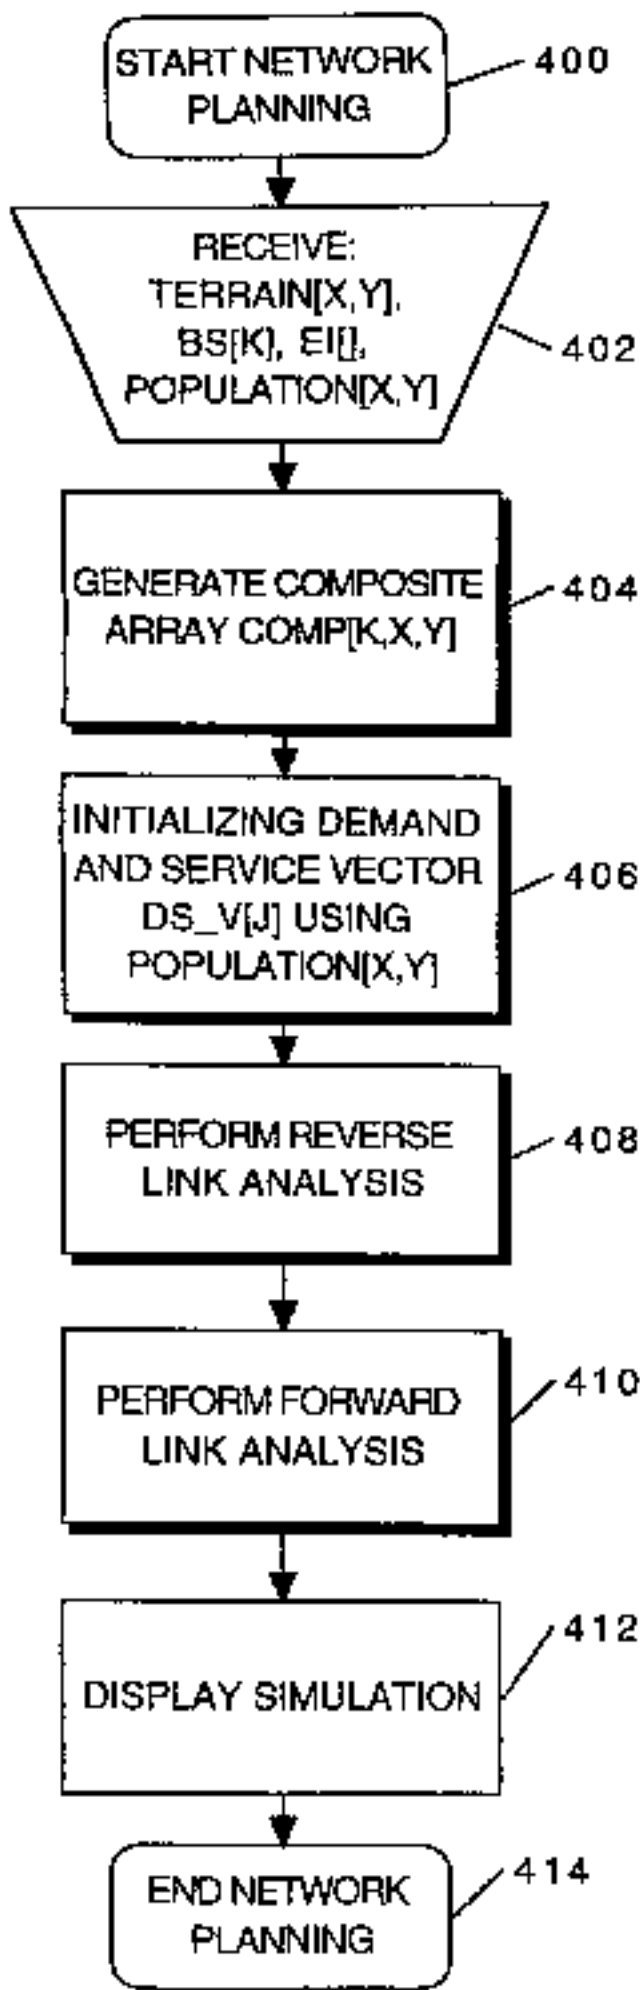 START NETWORK
PLANNING
400
RECEIVE:
TERRAIN[X,Y],
BS[K], EI[],
POPULATION[X,Y]
402
GENERATE COMPOSITE
ARRAY COMP[K,X,Y]
404
INITIALIZING DEMAND
AND SERVICE VECTOR
DS_V[J] USING
POPULATION[X,Y]
406
PERFORM REVERSE
LINK ANALYSIS
408
PERFORM FORWARD
LINK ANALYSIS
410
DISPLAY SIMULATION
412
END NETWORK
PLANNING
414